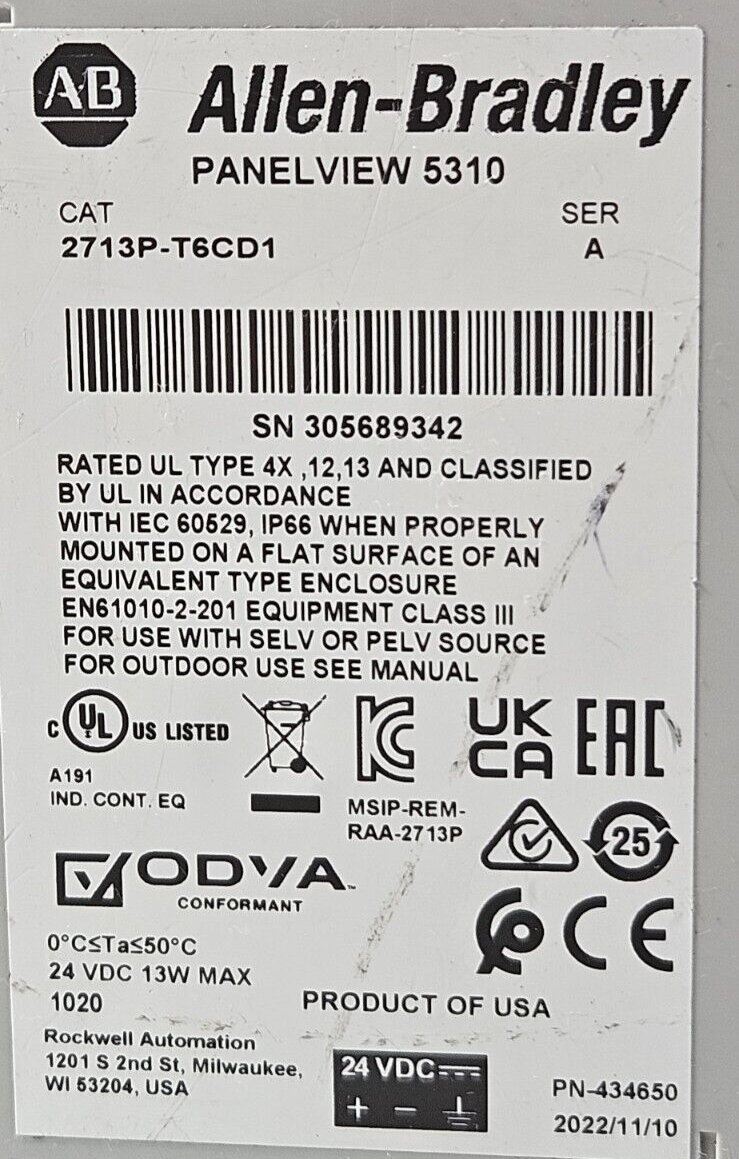 AB Allen-Bradley
PANELVIEW 5310
CAT SER
2713P-T6CD1 A
SN 305689342
RATED UL TYPE 4X ,12,13 AND CLASSIFIED
BY UL IN ACCORDANCE
WITH IEC 60529, IP66 WHEN PROPERLY
MOUNTED ON A FLAT SURFACE OF AN
EQUIVALENT TYPE ENCLOSURE
EN61010-2-201 EQUIPMENT CLASS III
FOR USE WITH SELV OR PELV SOURCE
FOR OUTDOOR USE SEE MANUAL
C UL US LISTED
A191
IND. CONT. EQ
KC
MSIP-REM-
RAA-2713P
UK
CA
EAC
25
ODVA™
CONFORMANT
CE
0°C≤Ta≤50°C
24 VDC 13W MAX
1020
PRODUCT OF USA
Rockwell Automation
1201 S 2nd St, Milwaukee,
WI 53204, USA
24 VDC
+ −
PN-434650
2022/11/10